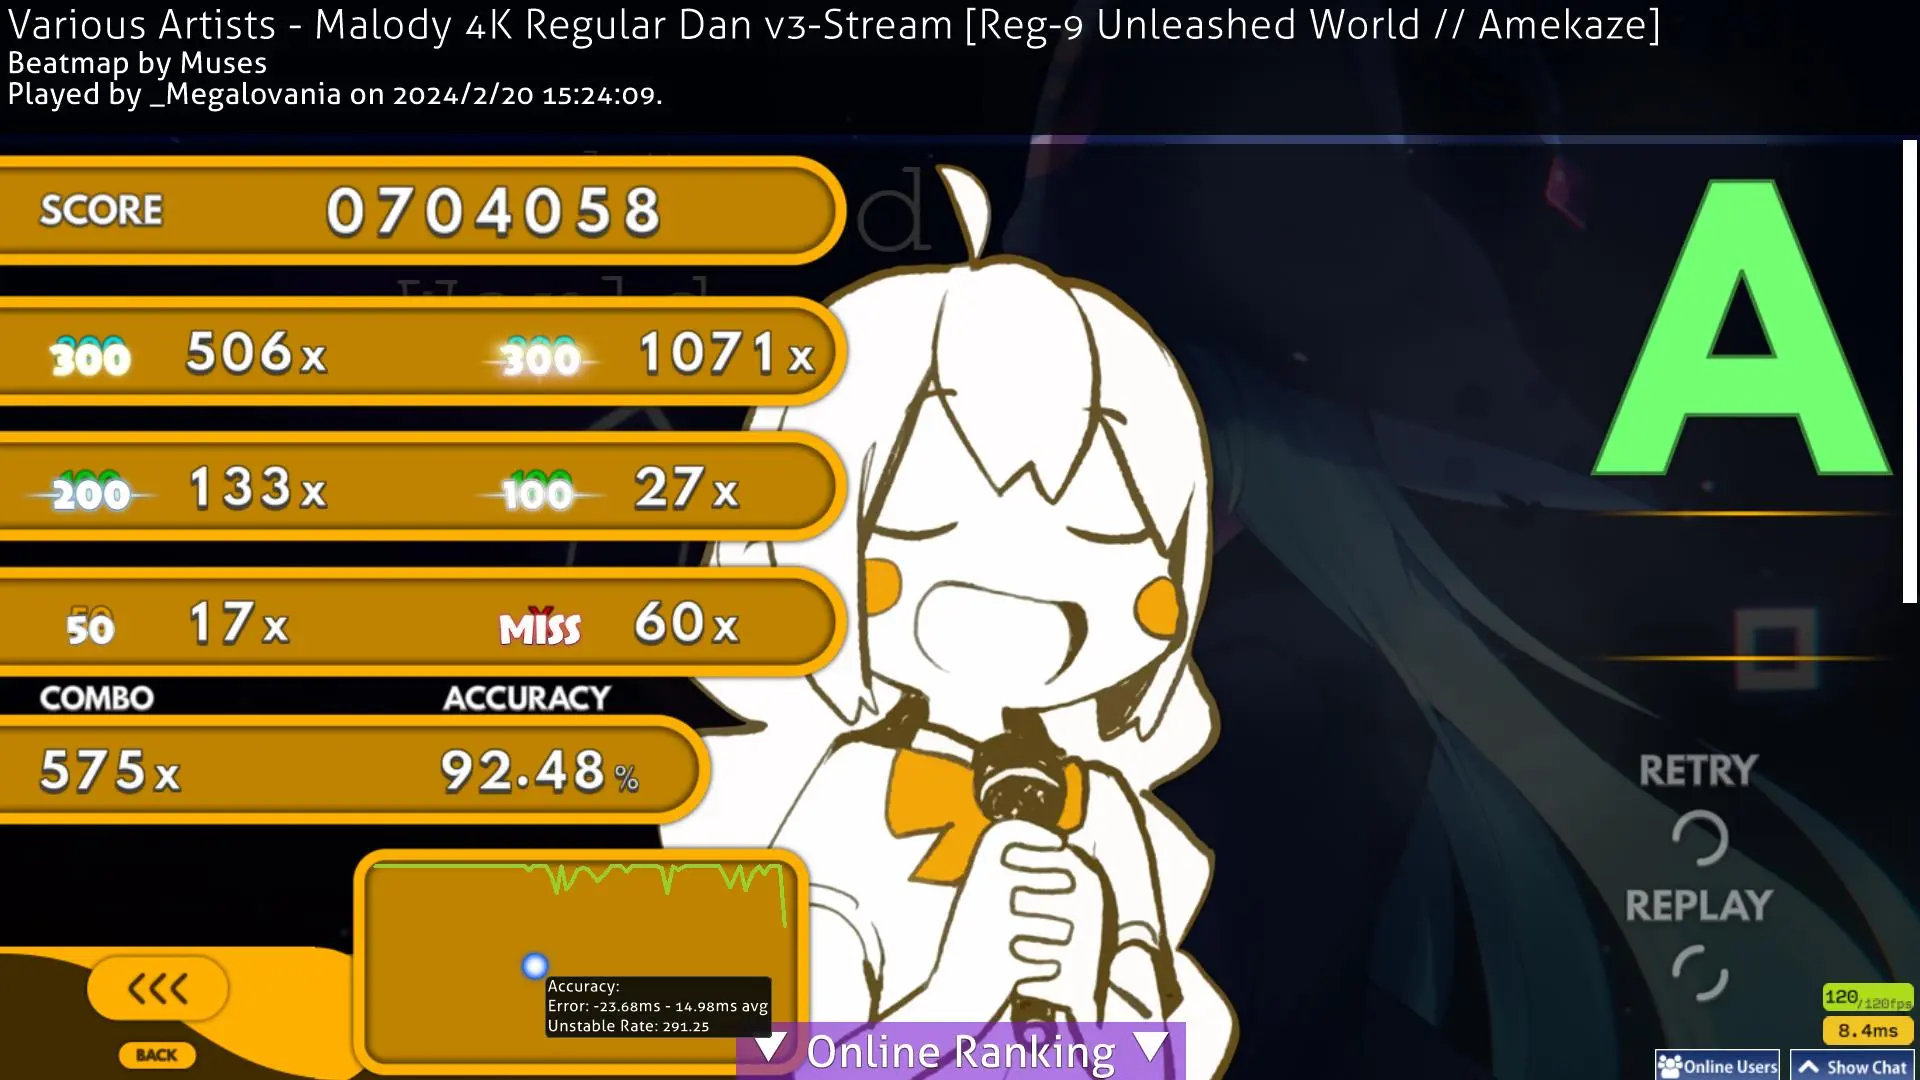 Various Artists - Malody 4K Regular Dan v3-Stream [Reg-9 Unleashed World // Amekaze]
Beatmap by Muses
Played by _Megalovania on 2024/2/20 15:24:09.
SCORE 0704058
300 506x 300 1071x
200 133x 100 27x
50 17x MISS 60x
COMBO ACCURACY
575x 92.48%
A
RETRY
REPLAY
Accuracy:
Error: -23.68ms - 14.98ms avg
Unstable Rate: 291.25
<<<
BACK
Online Ranking
120/120fps
8.4ms
Online Users
Show Chat